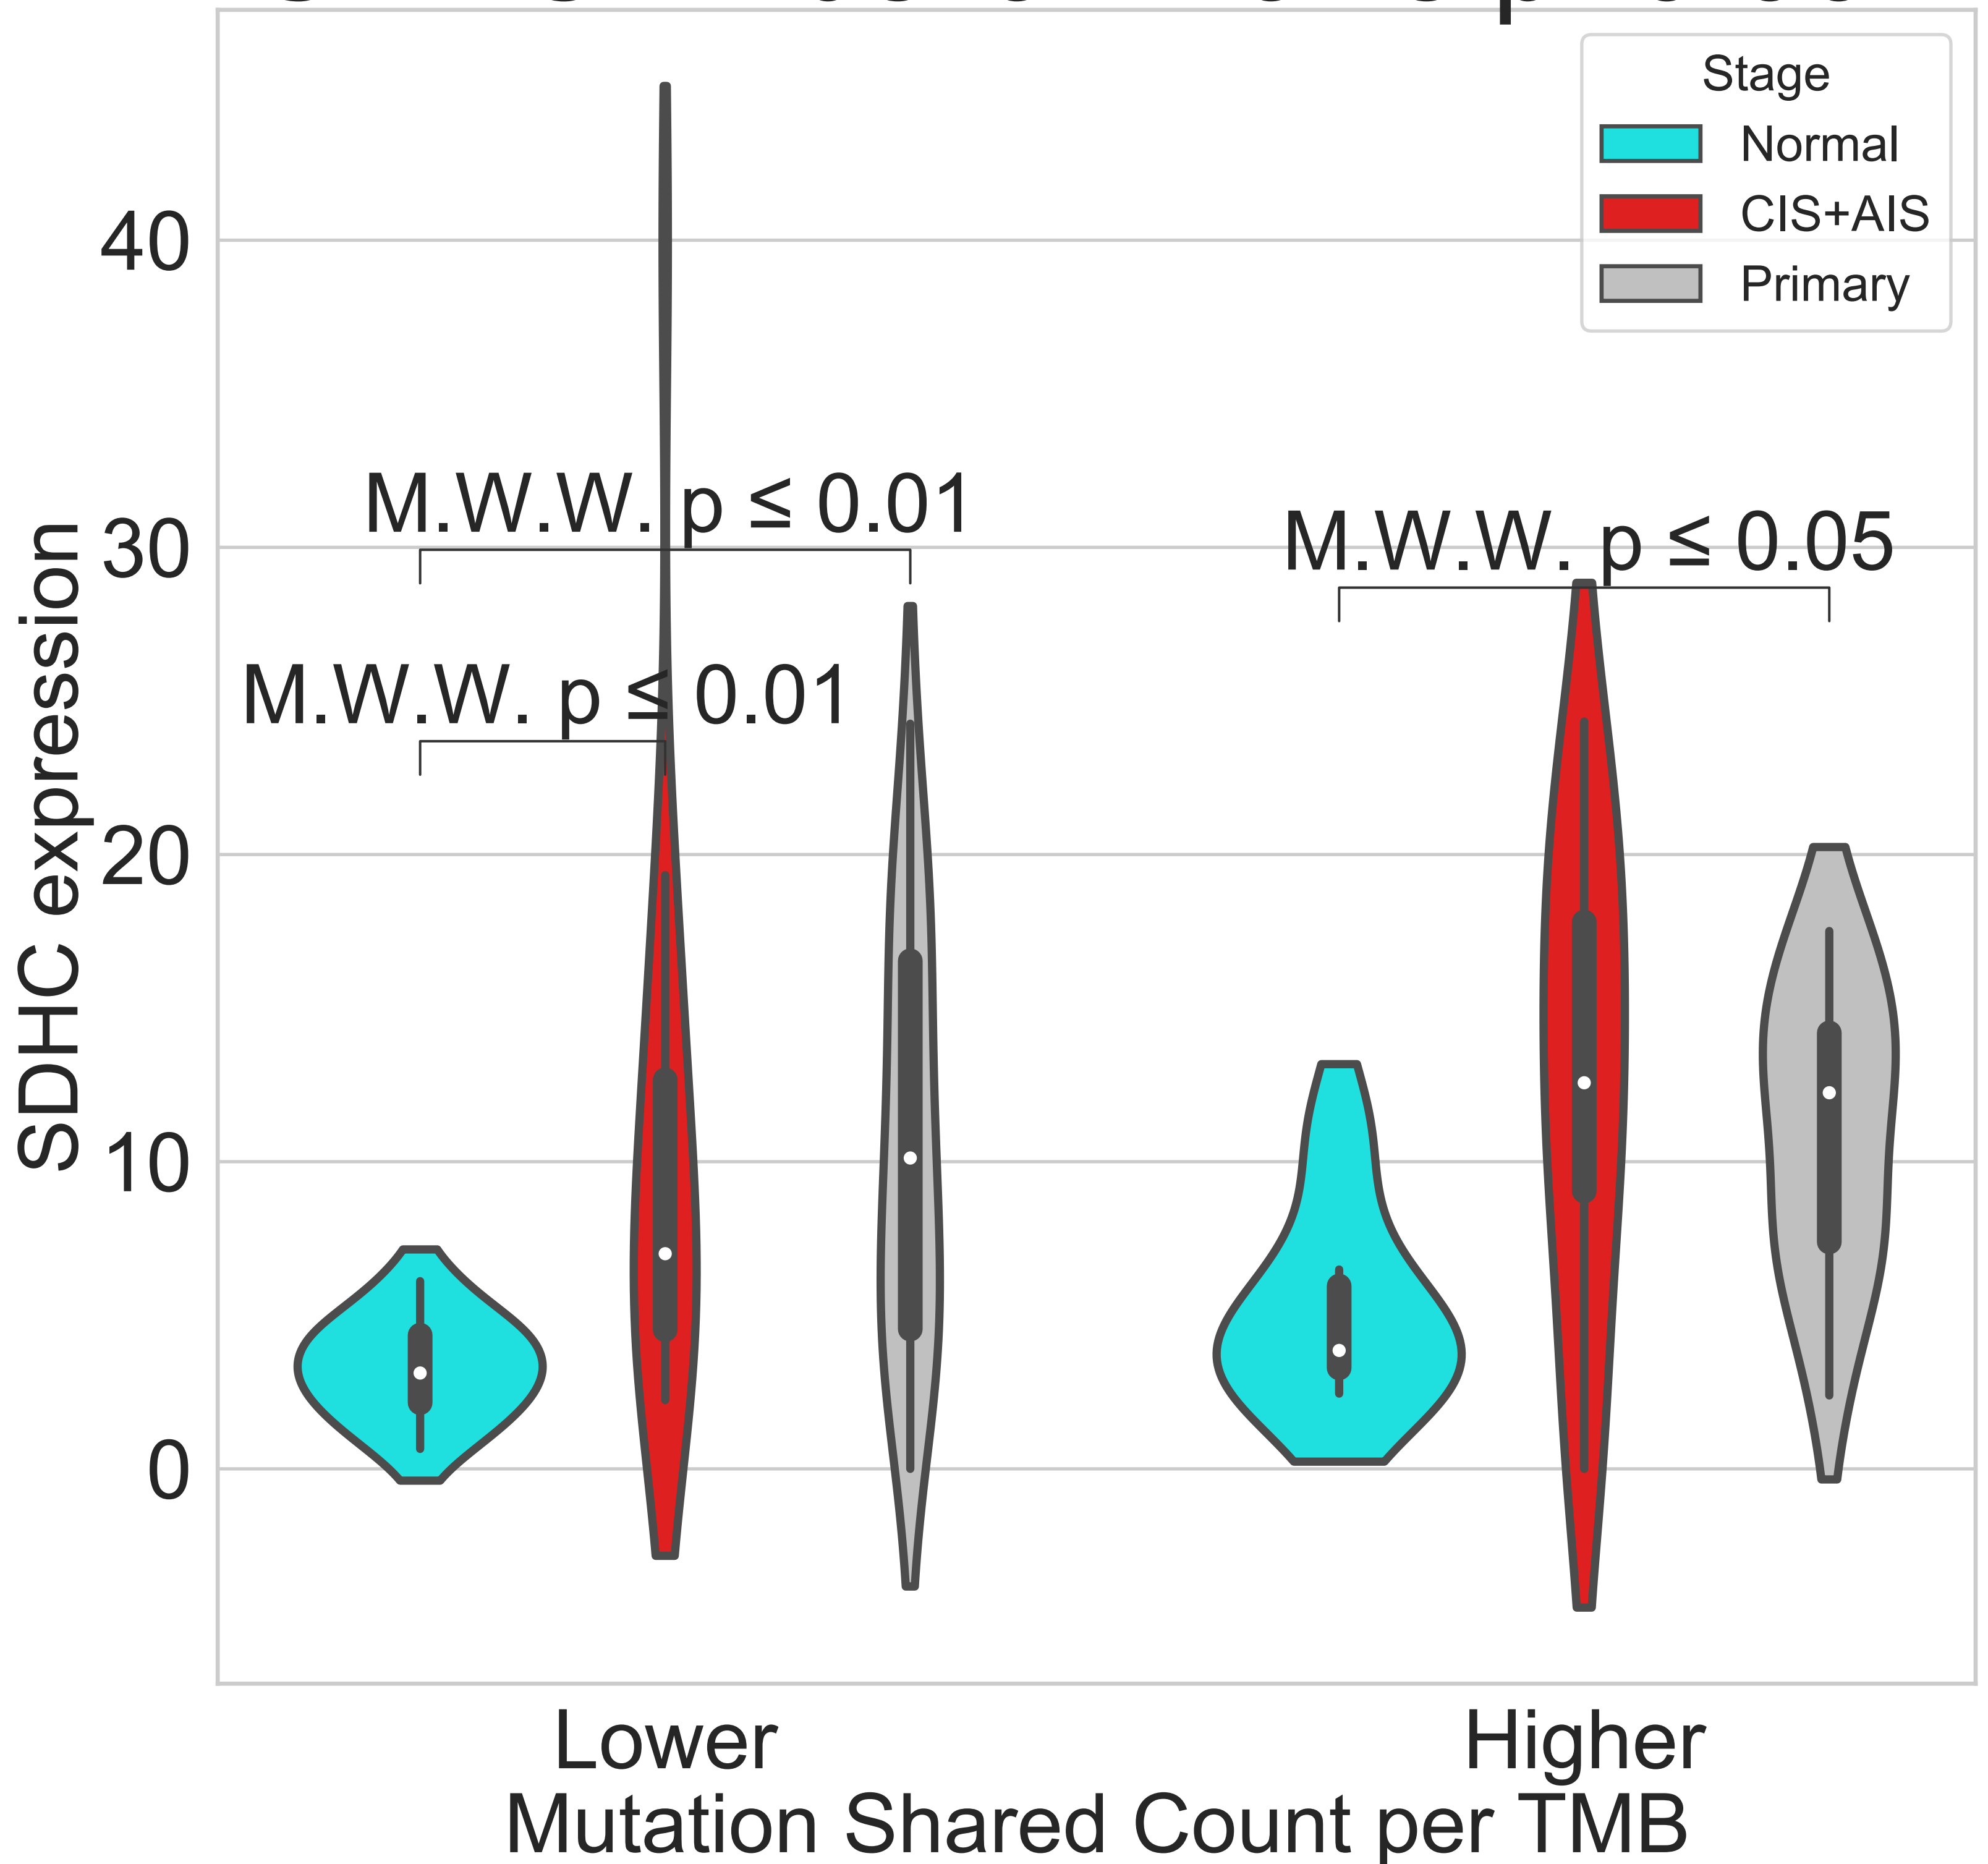 Stage
Normal
CIS+AIS
Primary
SDHC expression
40
30
20
10
0
M.W.W. p ≤ 0.01
M.W.W. p ≤ 0.01
M.W.W. p ≤ 0.05
Lower
Higher
Mutation Shared Count per TMB